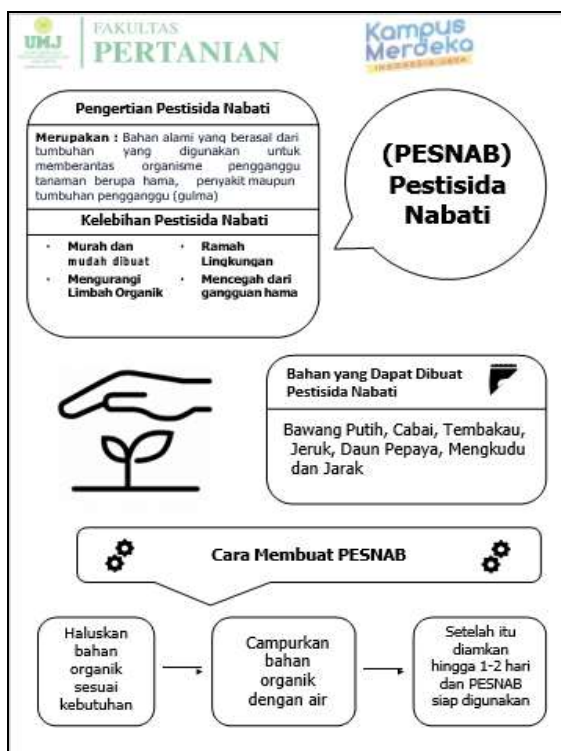 UMJ
FAKULTAS
PERTANIAN
Kampus
Merdeka
INDONESIA JAYA
Pengertian Pestisida Nabati
Merupakan : Bahan alami yang berasal dari
tumbuhan yang digunakan untuk
memberantas organisme pengganggu
tanaman berupa hama, penyakit maupun
tumbuhan pengganggu (gulma)
Kelebihan Pestisida Nabati
· Murah dan
mudah dibuat
· Mengurangi
Limbah Organik
· Ramah
Lingkungan
· Mencegah dari
gangguan hama
(PESNAB)
Pestisida
Nabati
Bahan yang Dapat Dibuat
Pestisida Nabati
Bawang Putih, Cabai, Tembakau,
Jeruk, Daun Pepaya, Mengkudu
dan Jarak
Cara Membuat PESNAB
Haluskan
bahan
organik
sesuai
kebutuhan
Campurkan
bahan
organik
dengan air
Setelah itu
diamkan
hingga 1-2 hari
dan PESNAB
siap digunakan